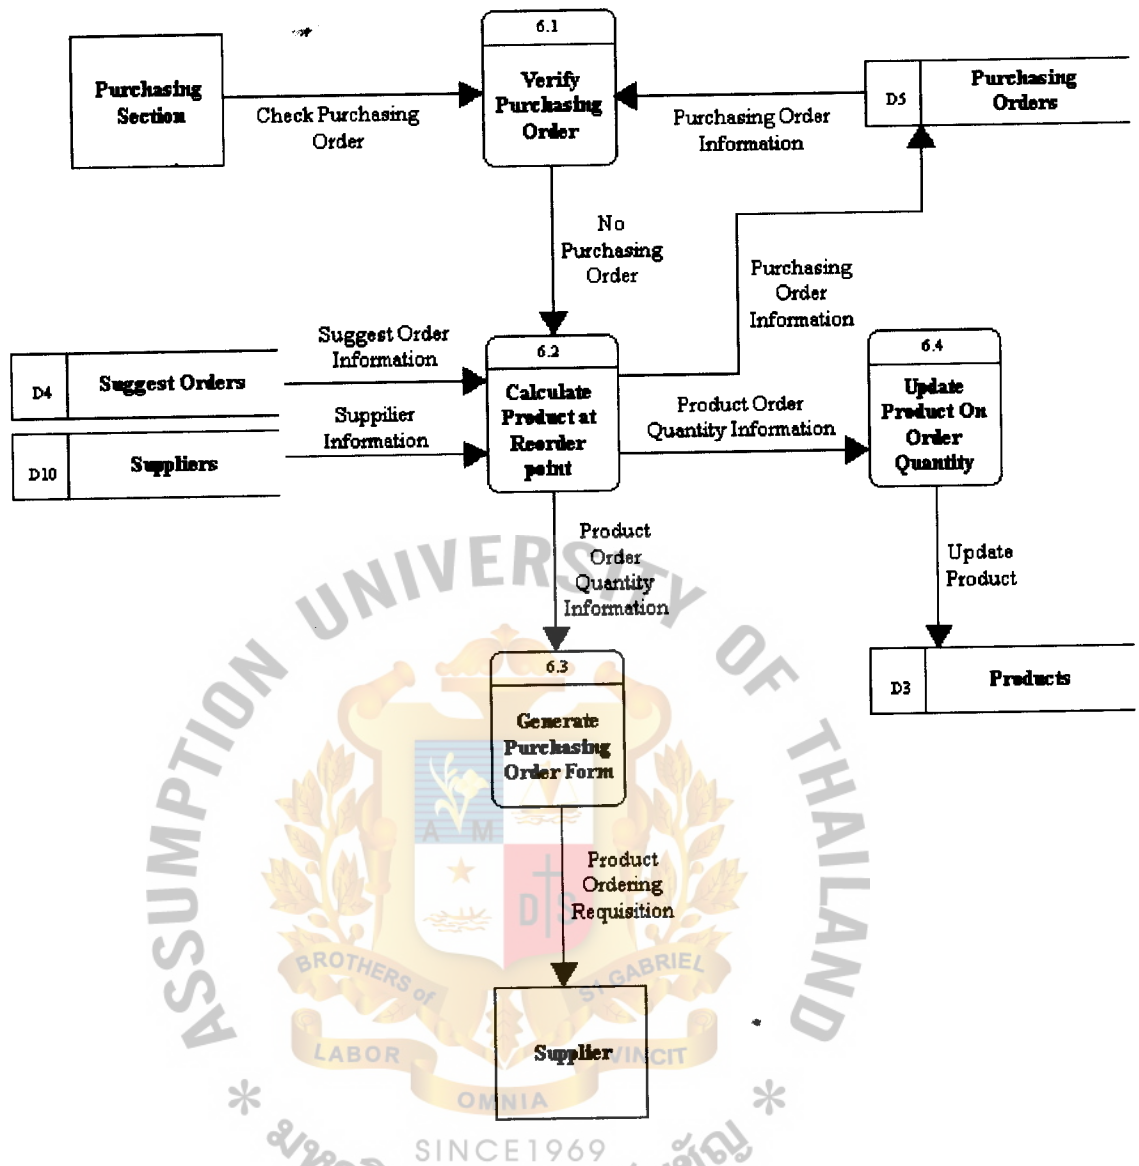 6.1
Purchasing
Section
Verify
Purchasing
Order
D5
Purchasing
Orders
Check Purchasing
Order
Purchasing Order
Information
No
Purchasing
Order
Purchasing
Order
Information
Suggest Order
Information
D4
Suggest Orders
6.2
Calculate
Product at
Reorder
point
6.4
Update
Product On
Order
Quantity
Suppilier
Information
D10
Suppliers
Product Order
Quantity Information
Product
Order
Quantity
Information
Update
Product
6.3
Generate
Purchasing
Order Form
D3
Products
Product
Ordering
Requisition
Supplier
ASSUMPTION UNIVERSITY OF THAILAND
A M
D S
BROTHERS of
ST GABRIEL
LABOR
VINCIT
OMNIA
SINCE1969